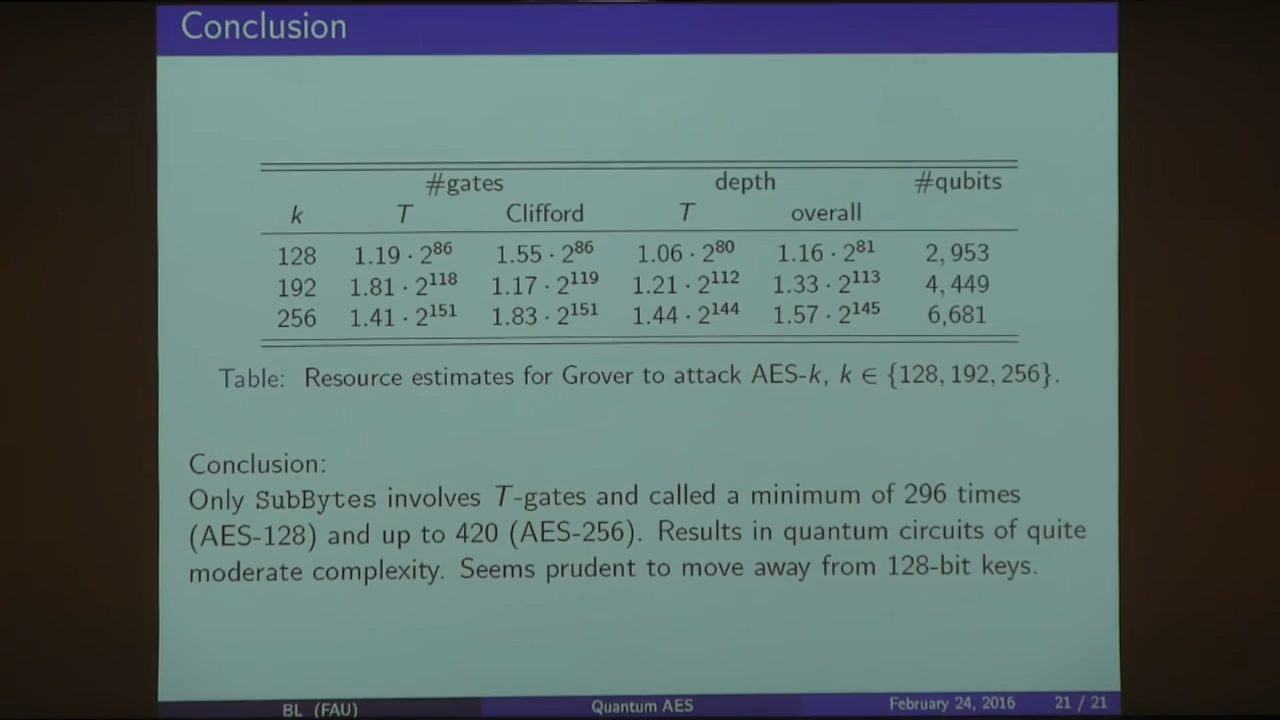 Conclusion
#gates depth #qubits
k T Clifford T overall
128 1.19 · 2^86 1.55 · 2^86 1.06 · 2^80 1.16 · 2^81 2,953
192 1.81 · 2^118 1.17 · 2^119 1.21 · 2^112 1.33 · 2^113 4,449
256 1.41 · 2^151 1.83 · 2^151 1.44 · 2^144 1.57 · 2^145 6,681
Table: Resource estimates for Grover to attack AES-k, k ∈ {128, 192, 256}.
Conclusion:
Only SubBytes involves T-gates and called a minimum of 296 times
(AES-128) and up to 420 (AES-256). Results in quantum circuits of quite
moderate complexity. Seems prudent to move away from 128-bit keys.
BL (FAU) Quantum AES February 24, 2016 21 / 21